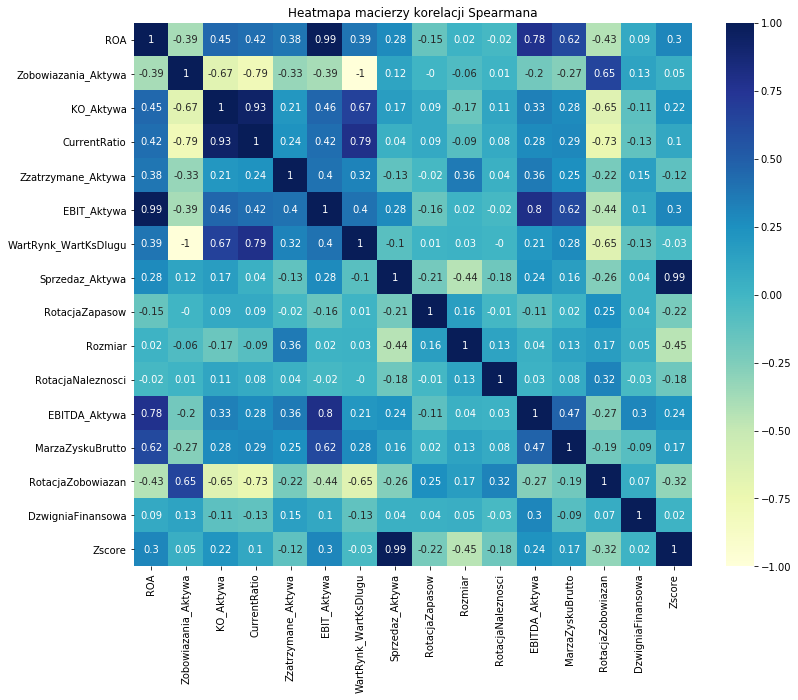 Heatmapa macierzy korelacji Spearmana
ROA 1 -0.39 0.45 0.42 0.38 0.99 0.39 0.28 -0.15 0.02 -0.02 0.78 0.62 -0.43 0.09 0.3
Zobowiazania_Aktywa -0.39 1 -0.67 -0.79 -0.33 -0.39 -1 0.12 -0 -0.06 0.01 -0.2 -0.27 0.65 0.13 0.05
KO_Aktywa 0.45 -0.67 1 0.93 0.21 0.46 0.67 0.17 0.09 -0.17 0.11 0.33 0.28 -0.65 -0.11 0.22
CurrentRatio 0.42 -0.79 0.93 1 0.24 0.42 0.79 0.04 0.09 -0.09 0.08 0.28 0.29 -0.73 -0.13 0.1
Zzatrzymane_Aktywa 0.38 -0.33 0.21 0.24 1 0.4 0.32 -0.13 -0.02 0.36 0.04 0.36 0.25 -0.22 0.15 -0.12
EBIT_Aktywa 0.99 -0.39 0.46 0.42 0.4 1 0.4 0.28 -0.16 0.02 -0.02 0.8 0.62 -0.44 0.1 0.3
WartRynk_WartKsDlugu 0.39 -1 0.67 0.79 0.32 0.4 1 -0.1 0.01 0.03 -0 0.21 0.28 -0.65 -0.13 -0.03
Sprzedaz_Aktywa 0.28 0.12 0.17 0.04 -0.13 0.28 -0.1 1 -0.21 -0.44 -0.18 0.24 0.16 -0.26 0.04 0.99
RotacjaZapasow -0.15 -0 0.09 0.09 -0.02 -0.16 0.01 -0.21 1 0.16 -0.01 -0.11 0.02 0.25 0.04 -0.22
Rozmiar 0.02 -0.06 -0.17 -0.09 0.36 0.02 0.03 -0.44 0.16 1 0.13 0.04 0.13 0.17 0.05 -0.45
RotacjaNaleznosci -0.02 0.01 0.11 0.08 0.04 -0.02 -0 -0.18 -0.01 0.13 1 0.03 0.08 0.32 -0.03 -0.18
EBITDA_Aktywa 0.78 -0.2 0.33 0.28 0.36 0.8 0.21 0.24 -0.11 0.04 0.03 1 0.47 -0.27 0.3 0.24
MarzaZyskuBrutto 0.62 -0.27 0.28 0.29 0.25 0.62 0.28 0.16 0.02 0.13 0.08 0.47 1 -0.19 -0.09 0.17
RotacjaZobowiazan -0.43 0.65 -0.65 -0.73 -0.22 -0.44 -0.65 -0.26 0.25 0.17 0.32 -0.27 -0.19 1 0.07 -0.32
DzwigniaFinansowa 0.09 0.13 -0.11 -0.13 0.15 0.1 -0.13 0.04 0.04 0.05 -0.03 0.3 -0.09 0.07 1 0.02
Zscore 0.3 0.05 0.22 0.1 -0.12 0.3 -0.03 0.99 -0.22 -0.45 -0.18 0.24 0.17 -0.32 0.02 1
ROA
Zobowiazania_Aktywa
KO_Aktywa
CurrentRatio
Zzatrzymane_Aktywa
EBIT_Aktywa
WartRynk_WartKsDlugu
Sprzedaz_Aktywa
RotacjaZapasow
Rozmiar
RotacjaNaleznosci
EBITDA_Aktywa
MarzaZyskuBrutto
RotacjaZobowiazan
DzwigniaFinansowa
Zscore
1.00
0.75
0.50
0.25
0.00
−0.25
−0.50
−0.75
−1.00